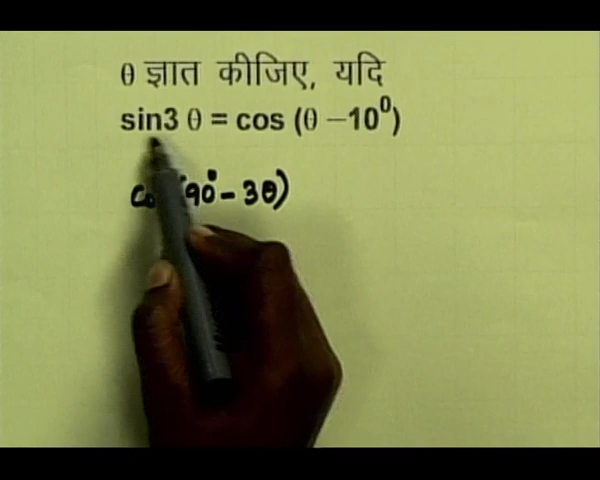 θ ज्ञात कीजिए, यदि
sin3 θ = cos (θ −10⁰)
(90° − 3θ)